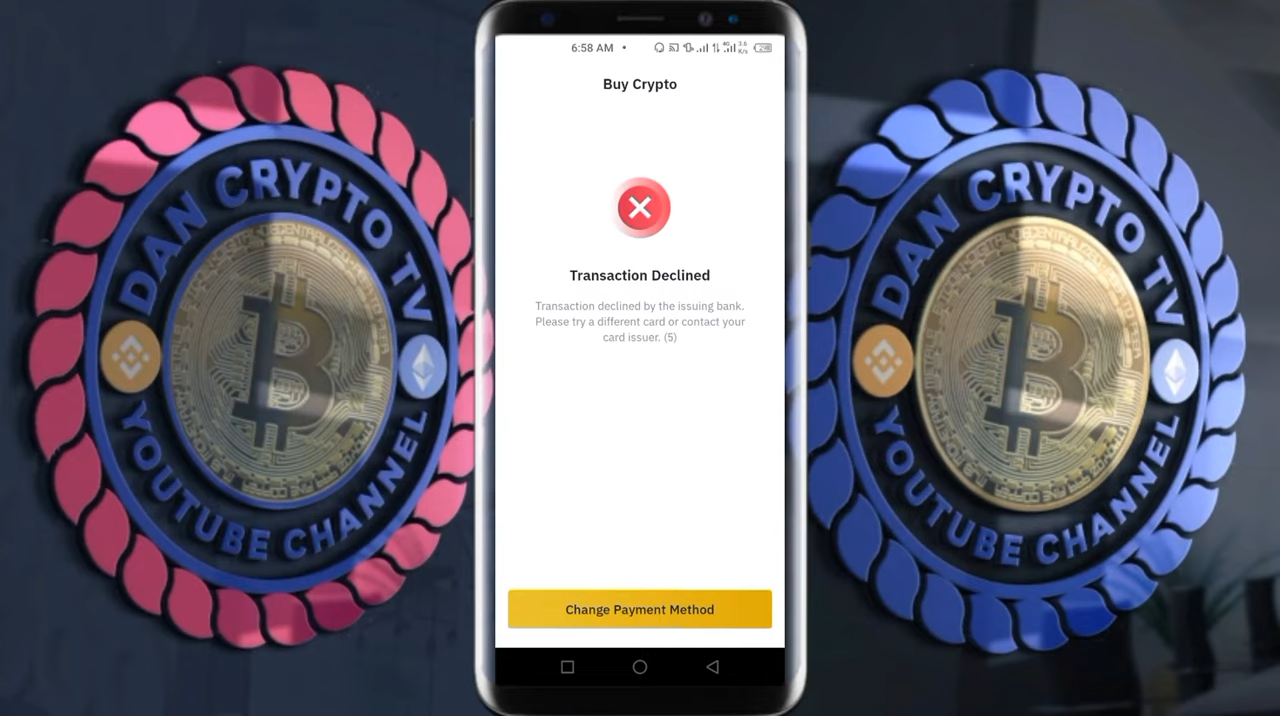 DAN CRYPTO TV
YOUTUBE CHANNEL
6:58 AM
Buy Crypto
Transaction Declined
Transaction declined by the issuing bank.
Please try a different card or contact your
card issuer. (5)
Change Payment Method
DAN CRYPTO TV
YOUTUBE CHANNEL